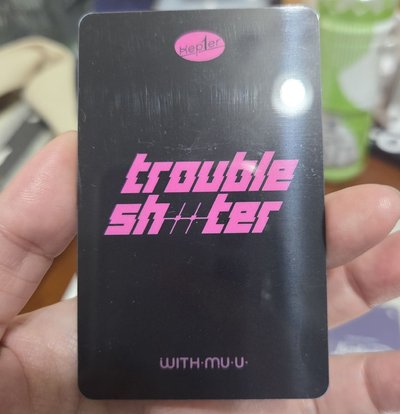 Kep1er
trouble
sh**ter
WITH·MU·U·